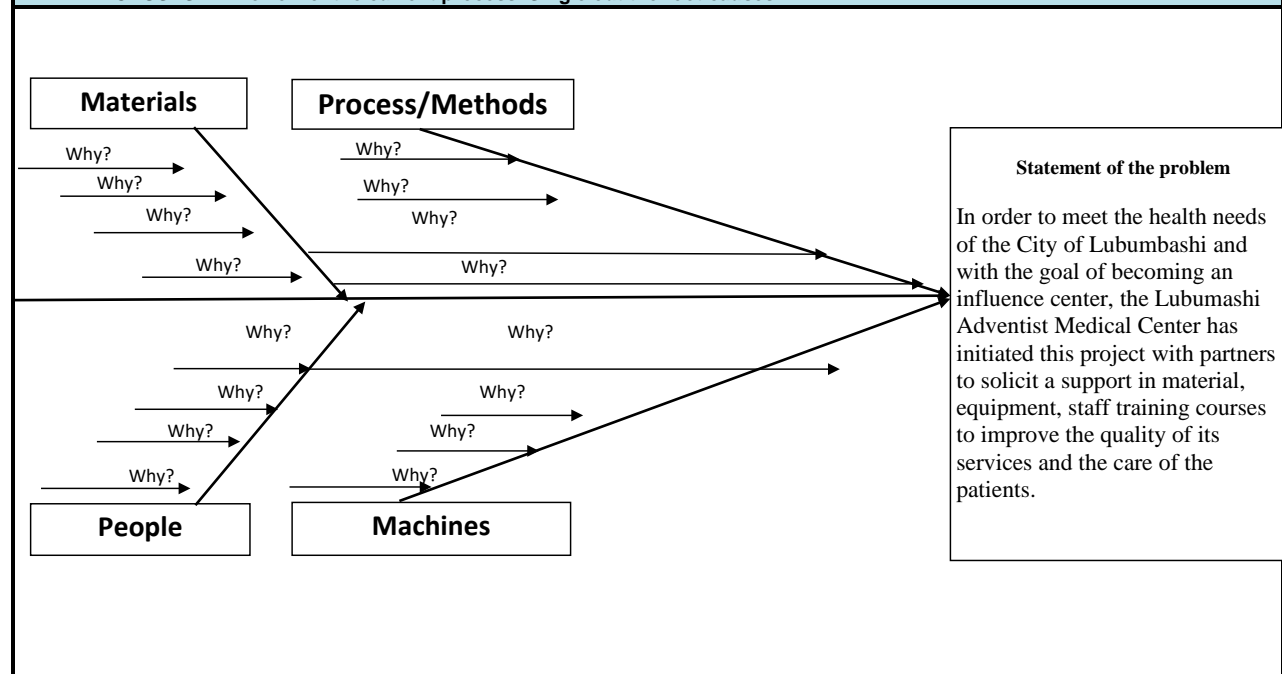 Materials
Why?
Why?
Why?
Why?
Process/Methods
Why?
Why?
Why?
Why?
Statement of the problem
In order to meet the health needs
of the City of Lubumbashi and
with the goal of becoming an
influence center, the Lubumashi
Adventist Medical Center has
initiated this project with partners
to solicit a support in material,
equipment, staff training courses
to improve the quality of its
services and the care of the
patients.
Why?
Why?
Why?
Why?
People
Why?
Why?
Why?
Why?
Machines